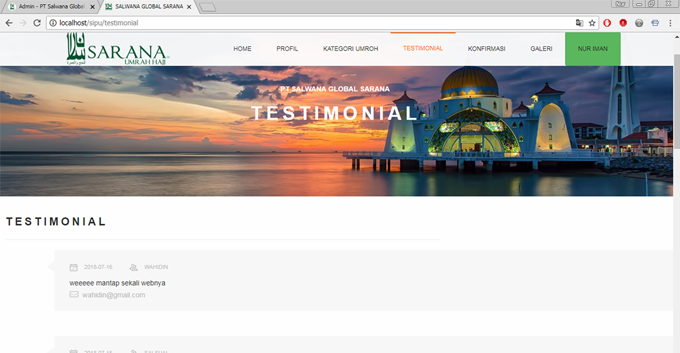 Admin - PT Salwana Global
SALWANA GLOBAL SARANA
localhost/sipu/testimonial
SARANA
UMRAH HAJI
HOME PROFIL KATEGORI UMROH TESTIMONIAL KONFIRMASI GALERI NUR IMAN
PT SALWANA GLOBAL SARANA
TESTIMONIAL
TESTIMONIAL
2018-07-16 WAHIDIN
weeeee mantap sekali webnya
wahidin@gmail.com